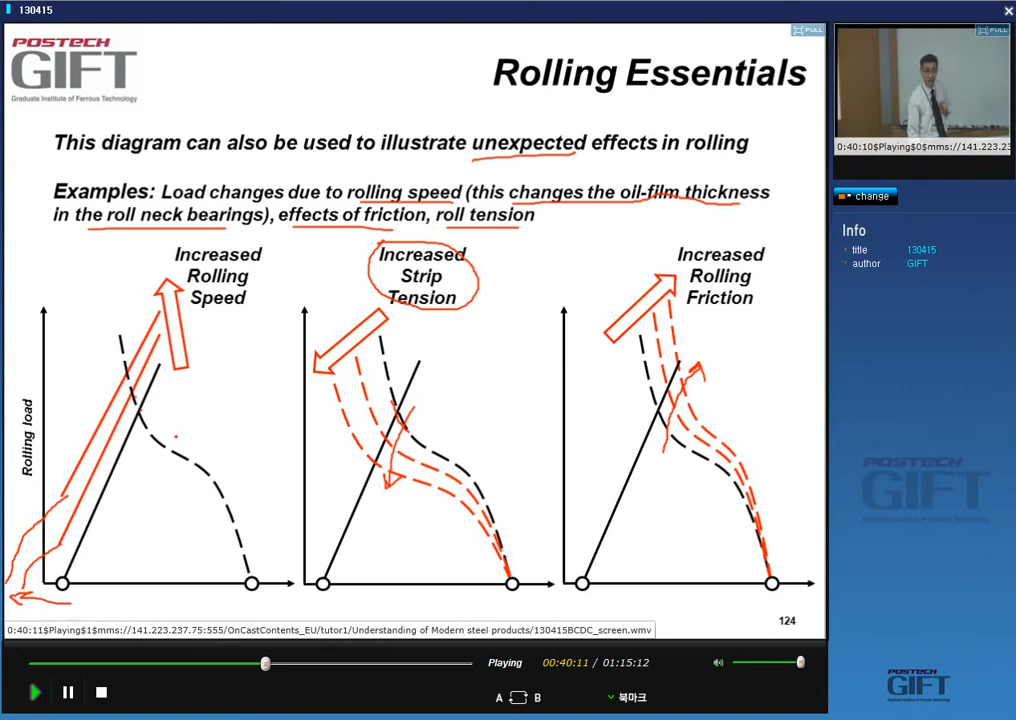 130415
POSTECH
GIFT
Graduate Institute of Ferrous Technology
Rolling Essentials
FULL
This diagram can also be used to illustrate unexpected effects in rolling
Examples: Load changes due to rolling speed (this changes the oil-film thickness
in the roll neck bearings), effects of friction, roll tension
Increased
Rolling
Speed
Increased
Strip
Tension
Increased
Rolling
Friction
Rolling load
124
0:40:11$Playing$1$mms://141.223.237.75:555/OnCastContents_EU/tutor1/Understanding of Modern steel products/130415BCDC_screen.wmv
FULL
0:40:10$Playing$0$mms://141.223.23
change
Info
title 130415
author GIFT
POSTECH
GIFT
Playing 00:40:11 / 01:15:12
A B 북마크
POSTECH
GIFT